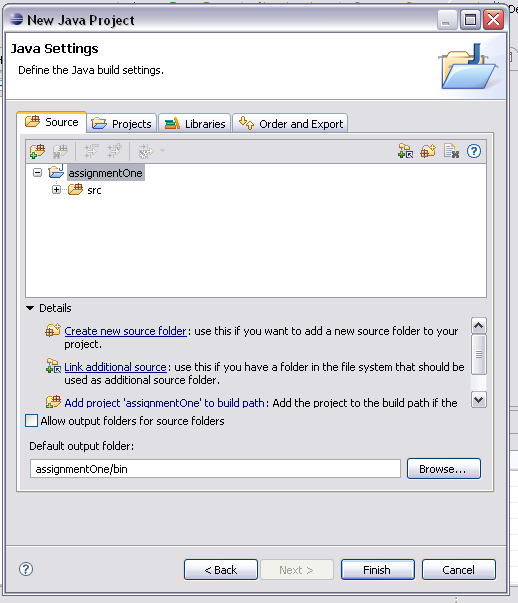 New Java Project
Java Settings
Define the Java build settings.
Source
Projects
Libraries
Order and Export
assignmentOne
src
Details
Create new source folder: use this if you want to add a new source folder to your
project.
Link additional source: use this if you have a folder in the file system that should be
used as additional source folder.
Add project 'assignmentOne' to build path: Add the project to the build path if the
Allow output folders for source folders
Default output folder:
assignmentOne/bin
Browse...
< Back
Next >
Finish
Cancel